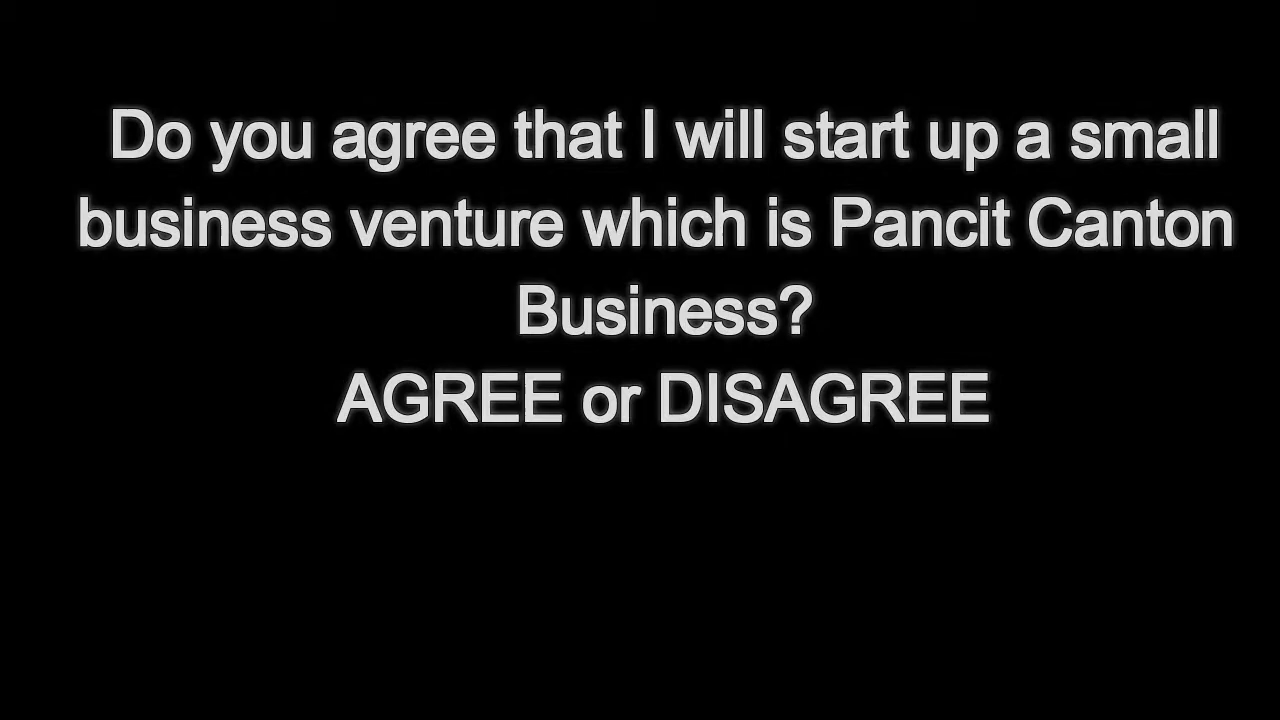 Do you agree that I will start up a small
business venture which is Pancit Canton
Business?
AGREE or DISAGREE